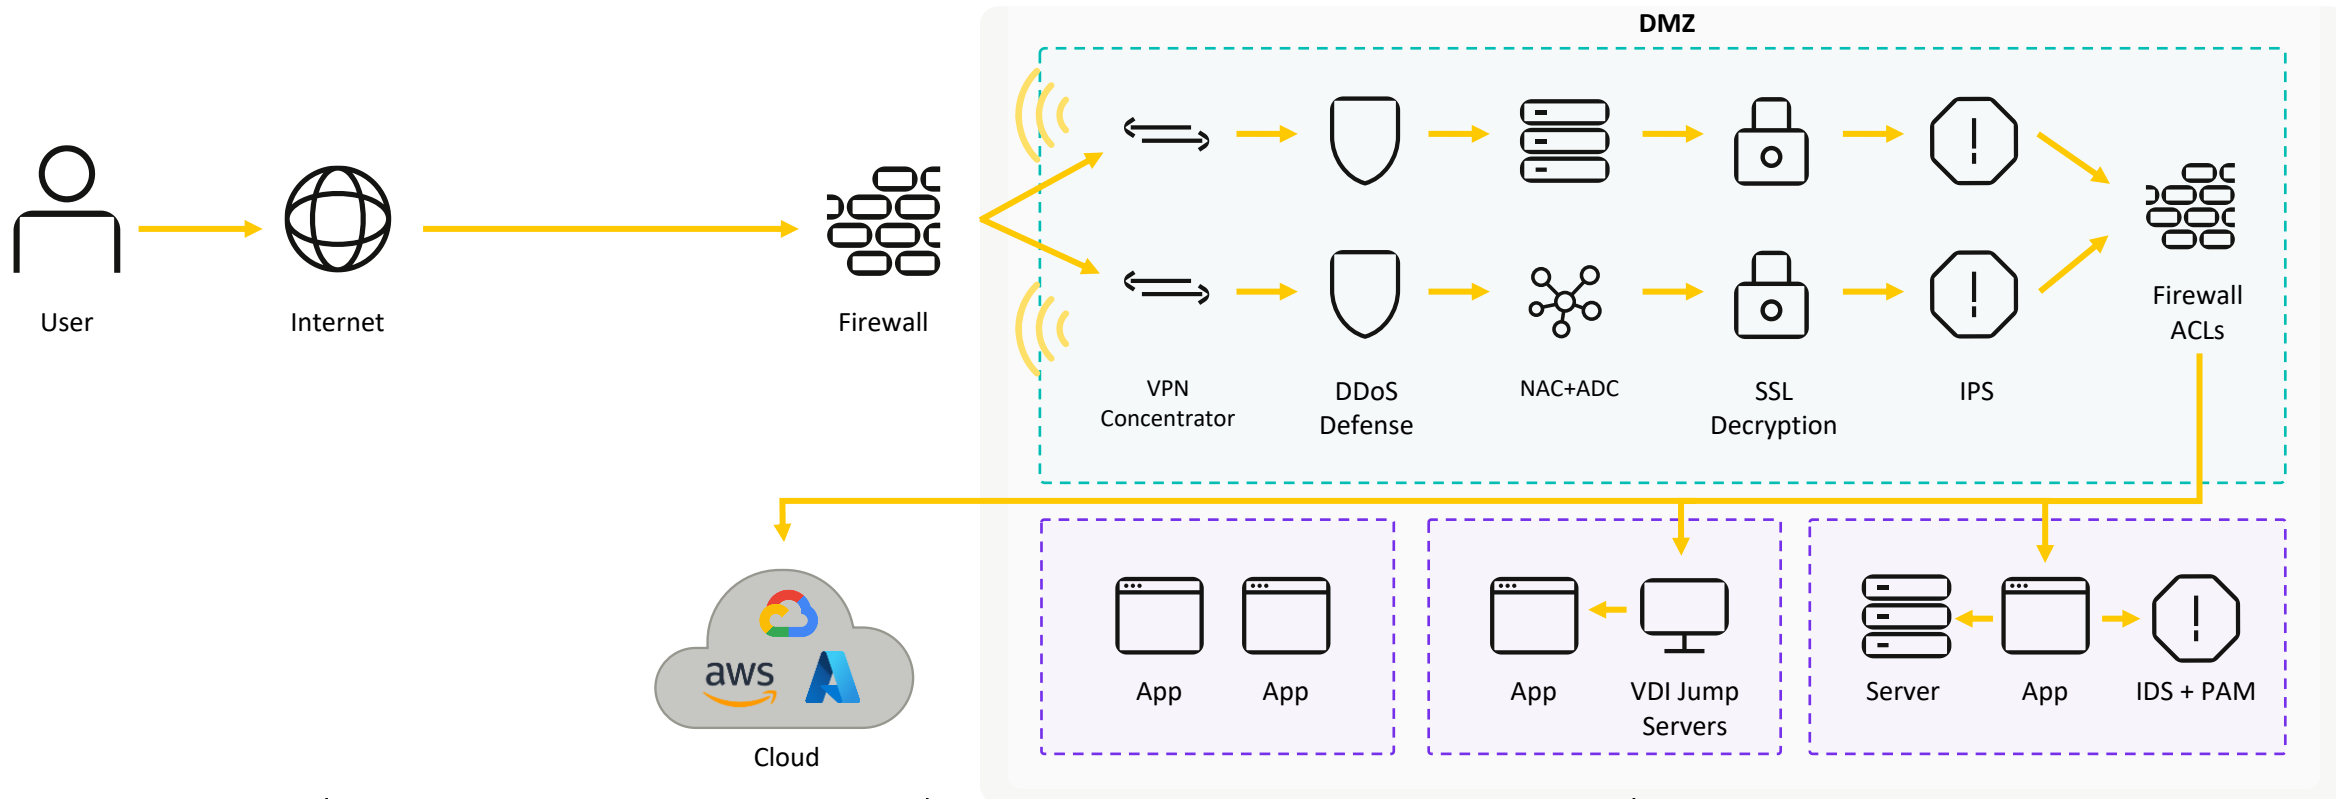 DMZ
User
Internet
Firewall
VPN
Concentrator
DDoS
Defense
NAC+ADC
SSL
Decryption
IPS
Firewall
ACLs
aws
Cloud
App
App
App
VDI Jump
Servers
Server
App
IDS + PAM